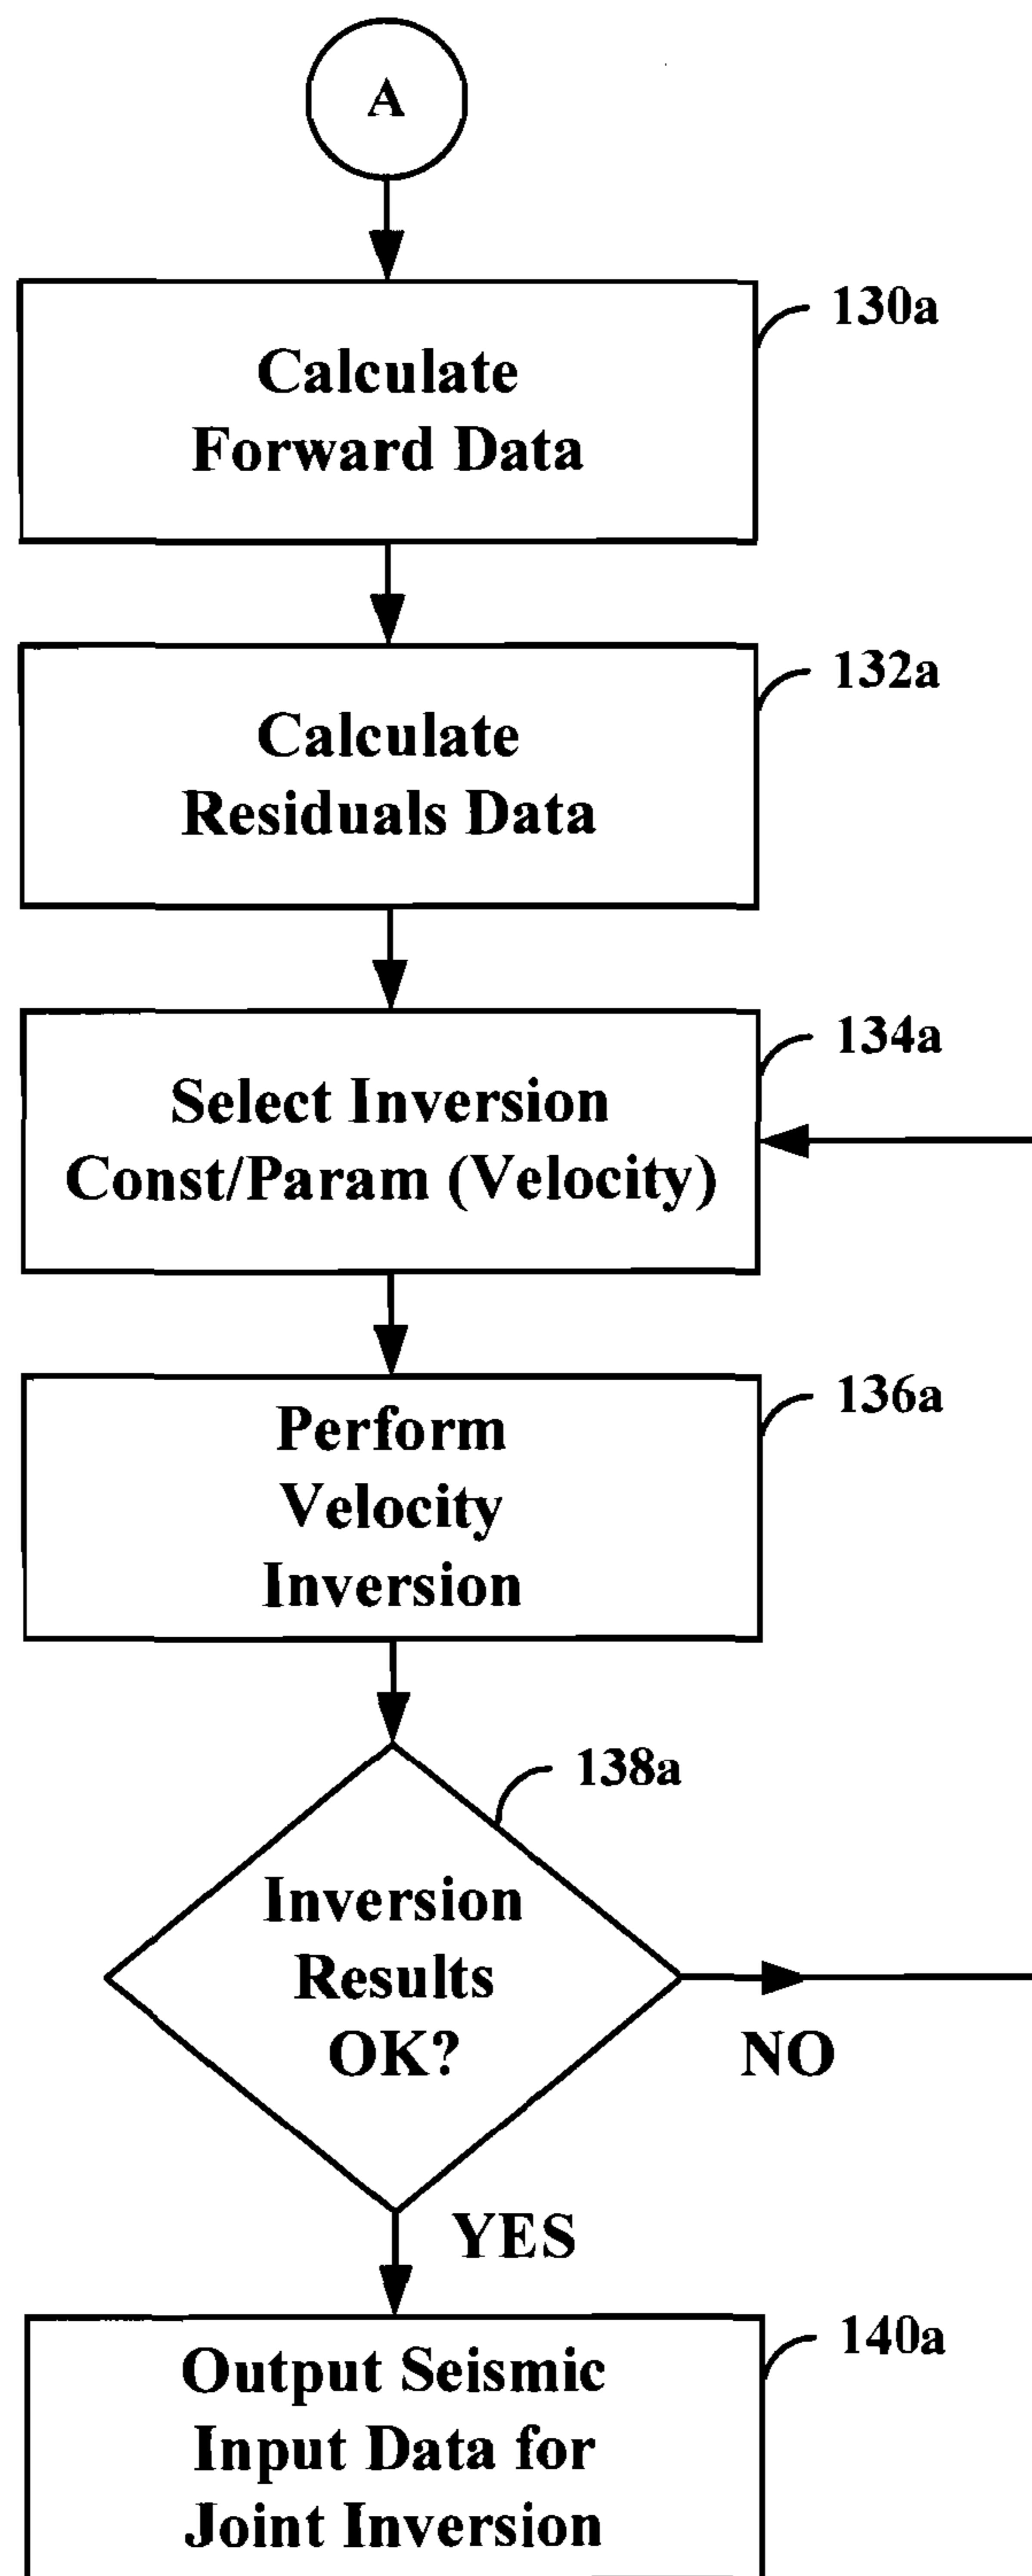 A
130a
Calculate
Forward Data
132a
Calculate
Residuals Data
134a
Select Inversion
Const/Param (Velocity)
136a
Perform
Velocity
Inversion
138a
Inversion
Results
OK?
NO
YES
140a
Output Seismic
Input Data for
Joint Inversion